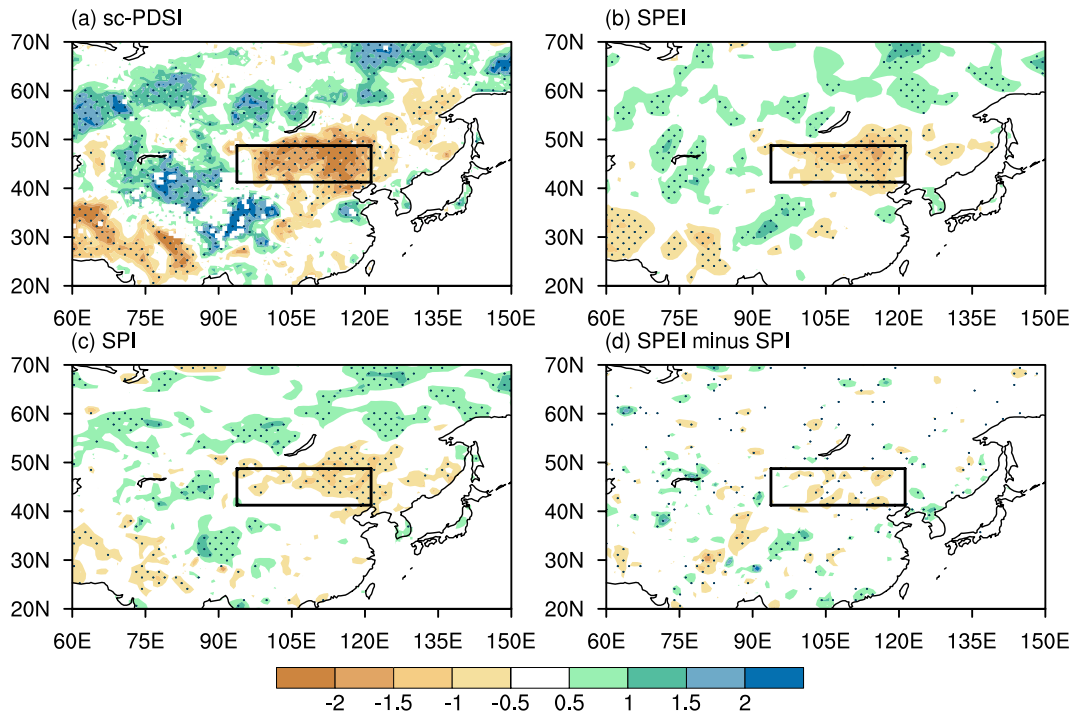 (a) sc-PDSI
(b) SPEI
70N
60N
50N
40N
30N
20N
60E 75E 90E 105E 120E 135E 150E
70N
60N
50N
40N
30N
20N
60E 75E 90E 105E 120E 135E 150E
(c) SPI
(d) SPEI minus SPI
70N
60N
50N
40N
30N
20N
60E 75E 90E 105E 120E 135E 150E
70N
60N
50N
40N
30N
20N
60E 75E 90E 105E 120E 135E 150E
-2 -1.5 -1 -0.5 0.5 1 1.5 2